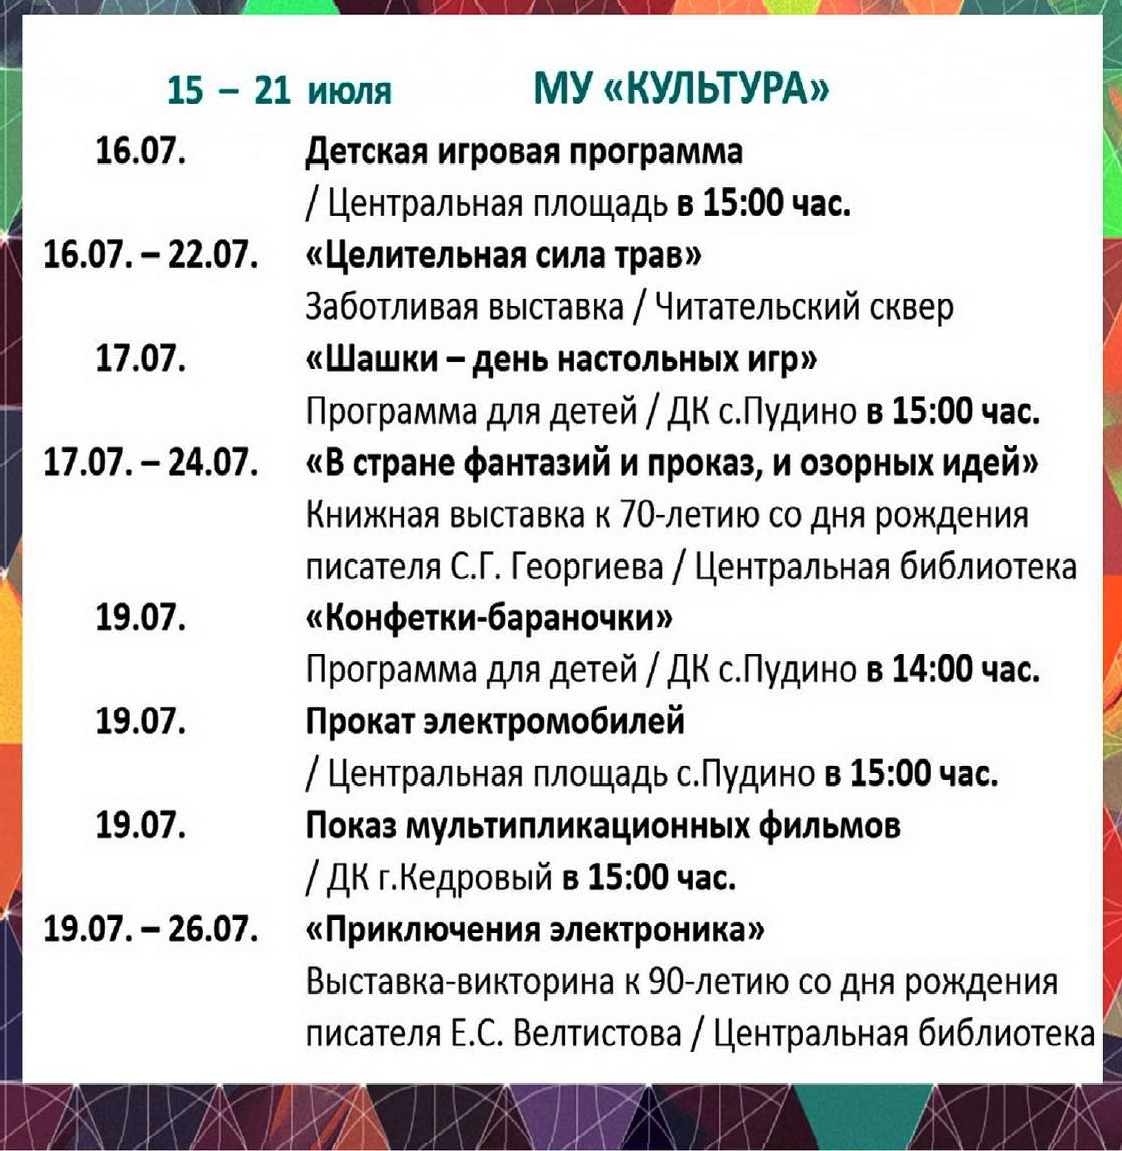 15 – 21 июля МУ «КУЛЬТУРА»
16.07. Детская игровая программа
/ Центральная площадь в 15:00 час.
16.07. – 22.07. «Целительная сила трав»
Заботливая выставка / Читательский сквер
17.07. «Шашки – день настольных игр»
Программа для детей / ДК с.Пудино в 15:00 час.
17.07. – 24.07. «В стране фантазий и проказ, и озорных идей»
Книжная выставка к 70-летию со дня рождения
писателя С.Г. Георгиева / Центральная библиотека
19.07. «Конфетки-бараночки»
Программа для детей / ДК с.Пудино в 14:00 час.
19.07. Прокат электромобилей
/ Центральная площадь с.Пудино в 15:00 час.
19.07. Показ мультипликационных фильмов
/ ДК г.Кедровый в 15:00 час.
19.07. – 26.07. «Приключения электроника»
Выставка-викторина к 90-летию со дня рождения
писателя Е.С. Велтистова / Центральная библиотека